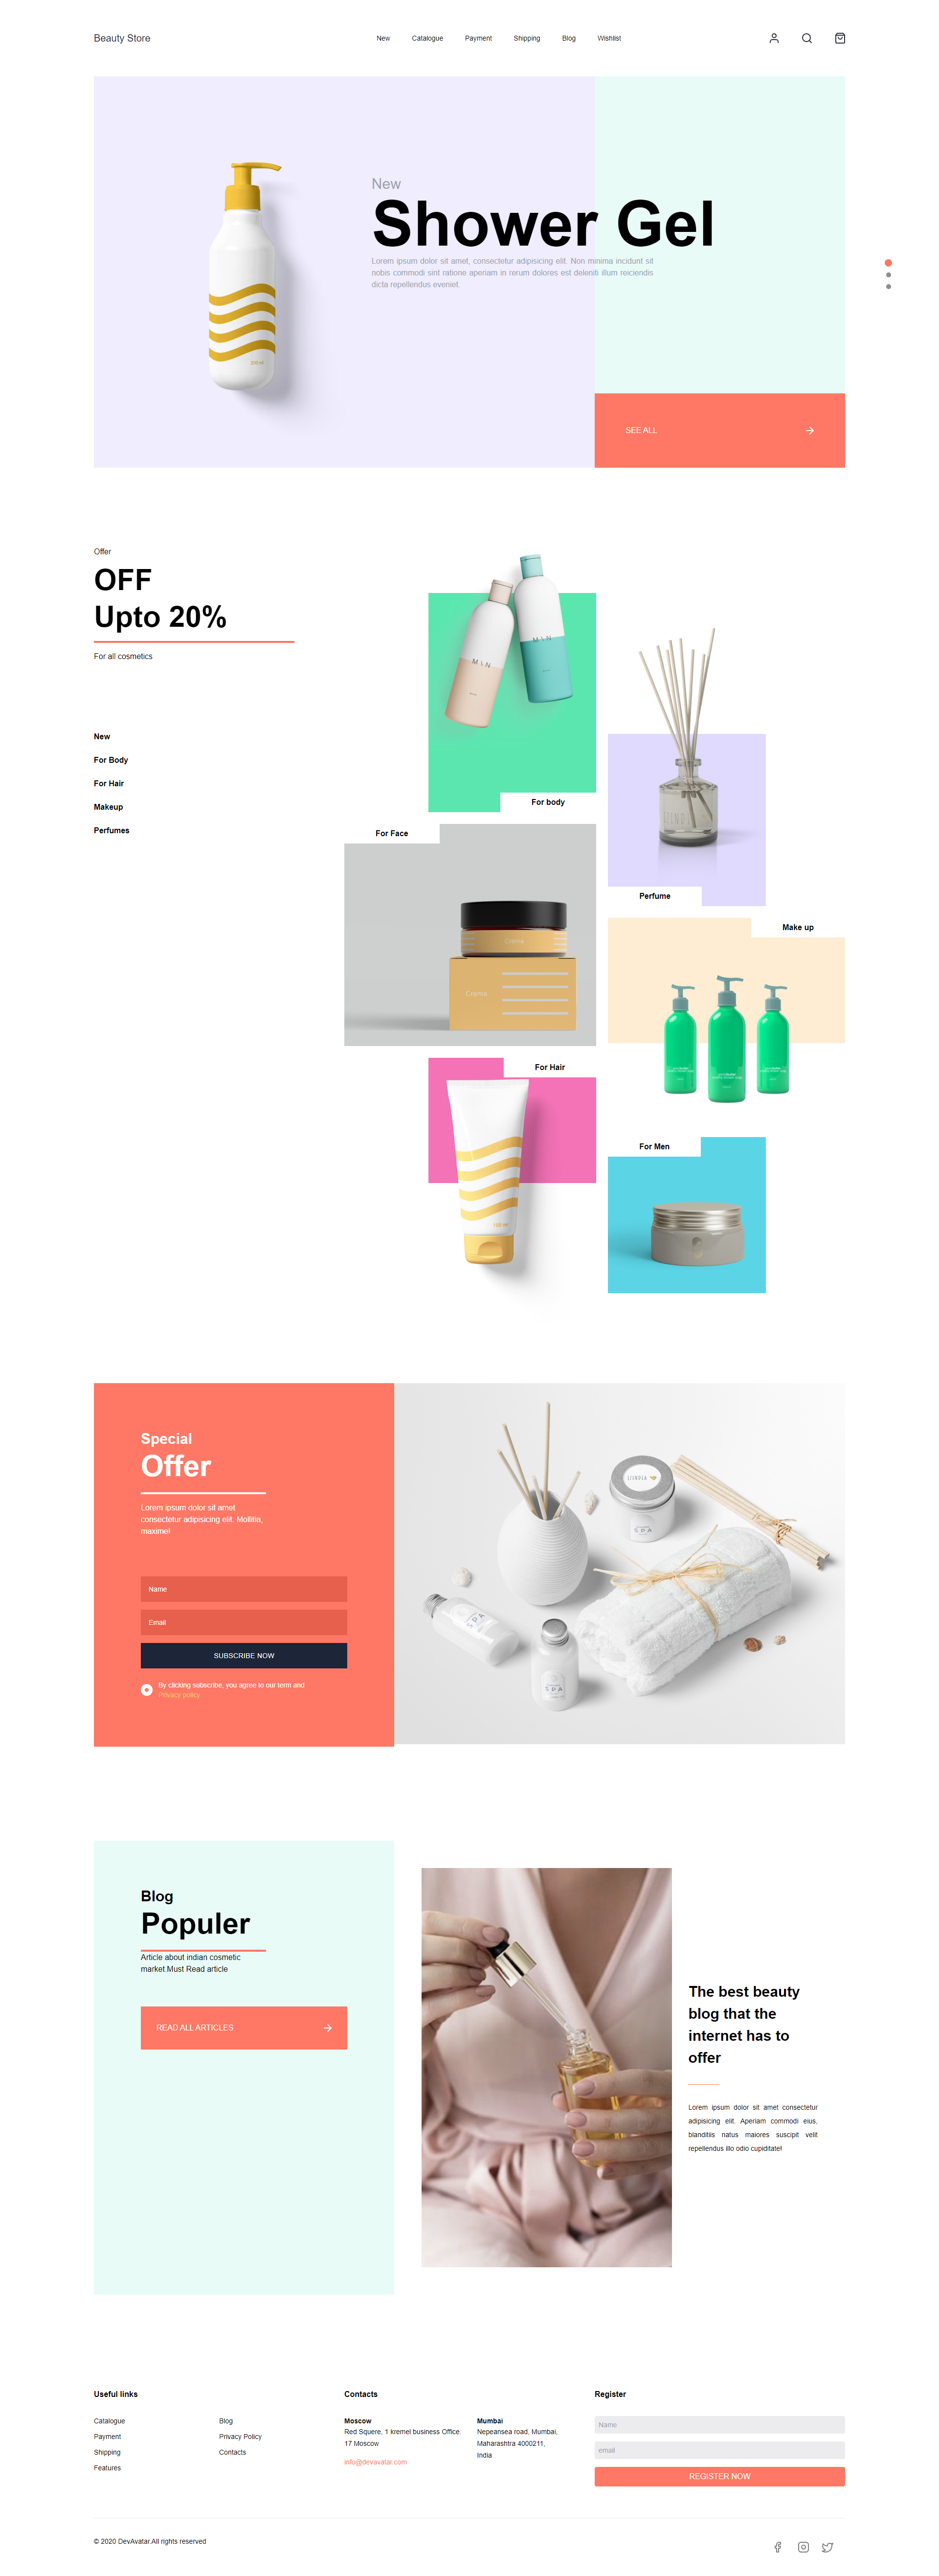 Beauty Store
New
Catalogue
Payment
Shipping
Blog
Wishlist
New
Shower Gel
Lorem ipsum dolor sit amet, consectetur adipisicing elit. Non minima incidunt sit
nobis commodi sint ratione aperiam in rerum dolores est deleniti illum reiciendis
dicta repellendus eveniet.
200 ml
SEE ALL
Offer
OFF
Upto 20%
For all cosmetics
New
For Body
For Hair
Makeup
Perfumes
For body
Perfume
For Face
Crema
Crema
Make up
For Hair
For Men
Special
Offer
Lorem ipsum dolor sit amet
consectetur adipisicing elit. Mollitia,
maxime!
Name
Email
SUBSCRIBE NOW
By clicking subscribe, you agree to our term and
Privacy policy
SPA
SPA
SPA
Blog
Populer
Article about indian cosmetic
market.Must Read article
READ ALL ARTICLES
The best beauty
blog that the
internet has to
offer
Lorem ipsum dolor sit amet consectetur
adipisicing elit. Aperiam commodi eius,
blanditiis natus maiores suscipit velit
repellendus illo odio cupiditate!
Useful links
Catalogue
Payment
Shipping
Features
Blog
Privacy Policy
Contacts
Contacts
Moscow
Red Squere, 1 kremel business Office.
17 Moscow
info@devavatar.com
Mumbai
Nepeansea road, Mumbai,
Maharashtra 4000211,
India
Register
Name
email
REGISTER NOW
© 2020 DevAvatar.All rights reserved